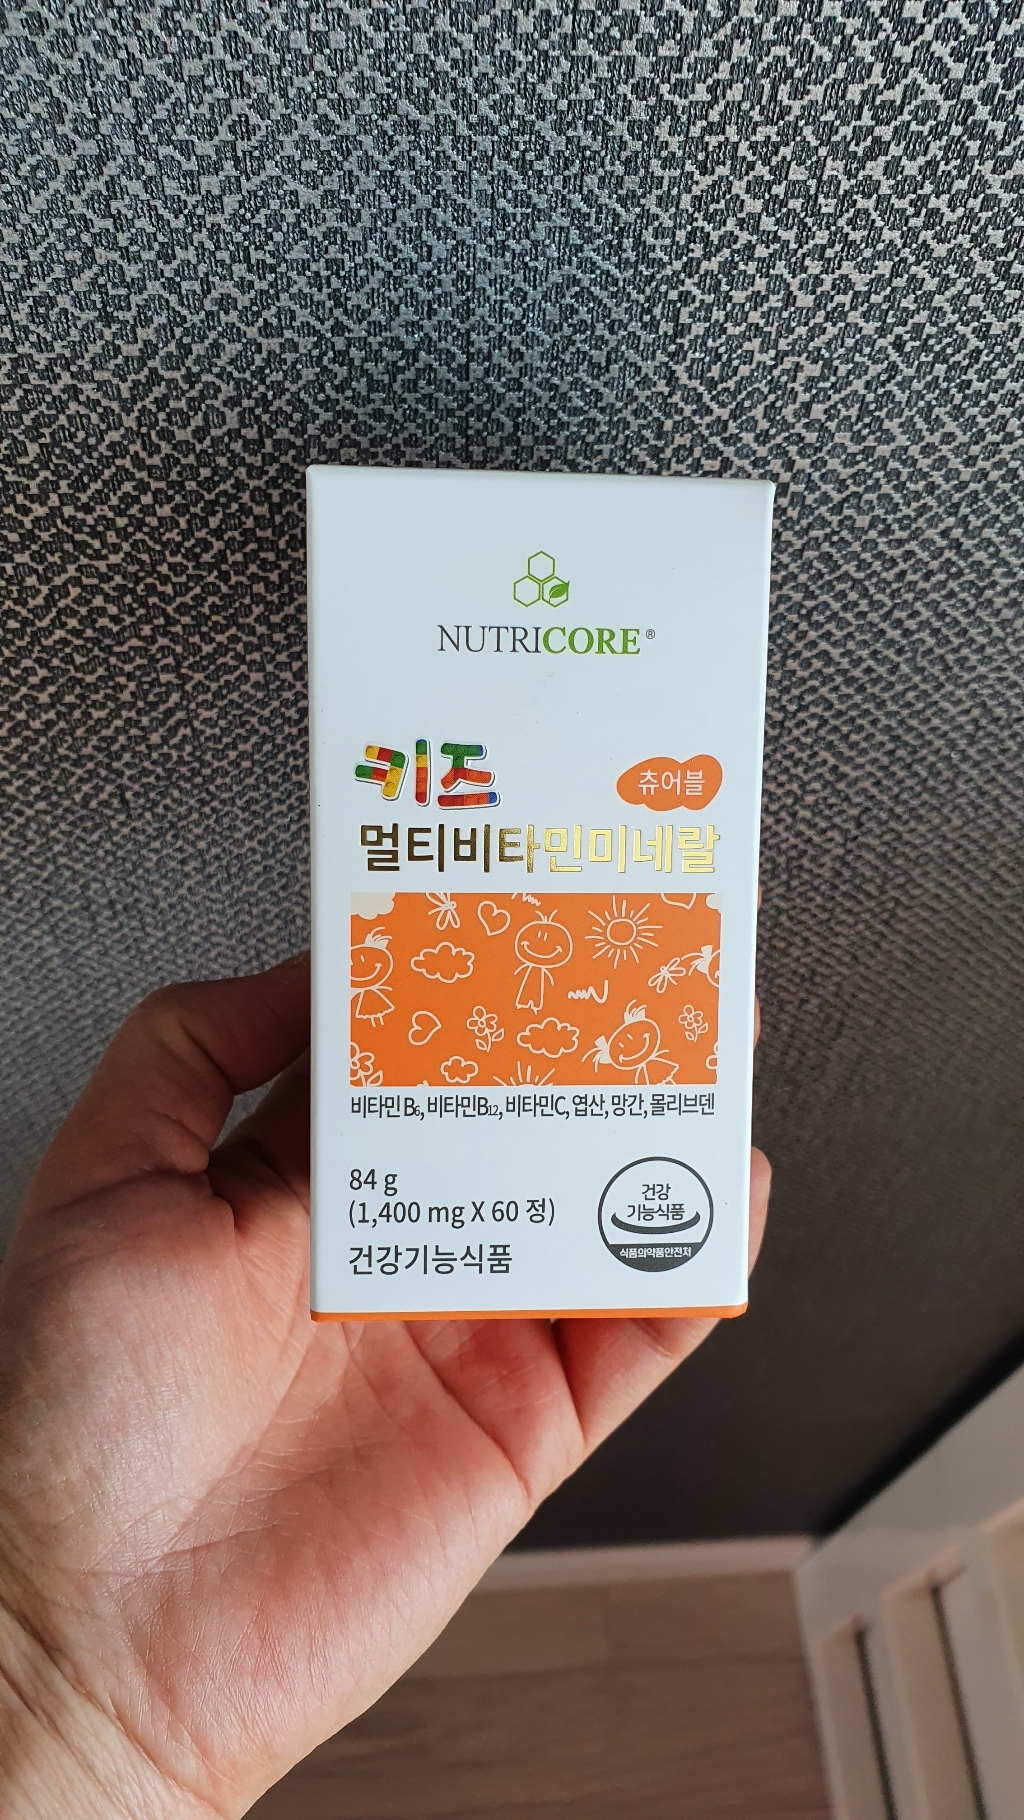 NUTRICORE®
키즈
츄어블
멀티비타민미네랄
비타민B₆, 비타민B₁₂, 비타민C, 엽산, 망간, 몰리브덴
84 g
(1,400 mg X 60 정)
건강기능식품
건강
기능식품
식품의약품안전처